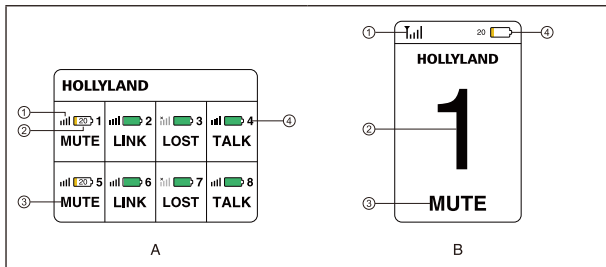 HOLLYLAND
① 20 1 2 3 4 ④
②
MUTE LINK LOST TALK
20 5 6 7 8
③ MUTE LINK LOST TALK
A
① 20 ④
HOLLYLAND
② 1
③ MUTE
B